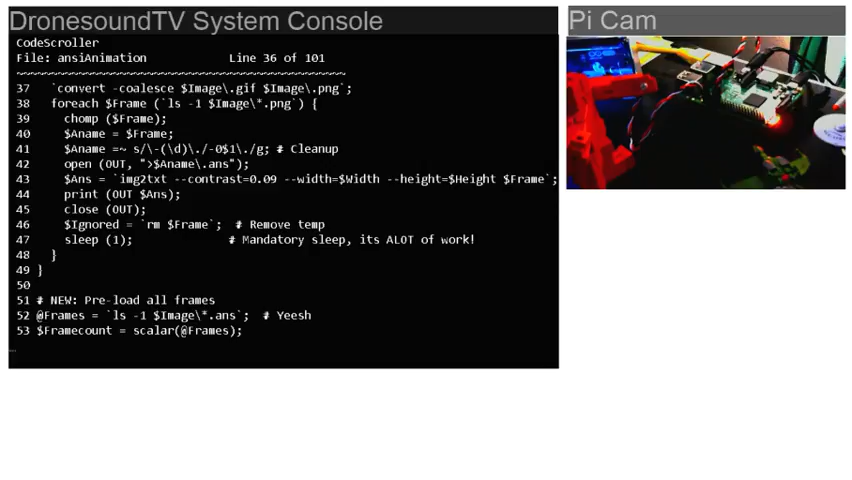 DronesoundTV System Console
Pi Cam
CodeScroller
File: ansiAnimation Line 36 of 101
~~~~~~~~~~~~~~~~~~~~~~~~~~~~~~~~~~~~~~~~~~~~~~~~
37 `convert -coalesce $Image\.gif $Image\.png`;
38 foreach $Frame (`ls -1 $Image\*.png`) {
39 chomp ($Frame);
40 $Aname = $Frame;
41 $Aname =~ s/\-(\d)\./-0$1\./g; # Cleanup
42 open (OUT, ">$Aname\.ans");
43 $Ans = `img2txt --contrast=0.09 --width=$Width --height=$Height $Frame`;
44 print (OUT $Ans);
45 close (OUT);
46 $Ignored = `rm $Frame`; # Remove temp
47 sleep (1); # Mandatory sleep, its ALOT of work!
48 }
49 }
50
51 # NEW: Pre-load all frames
52 @Frames = `ls -1 $Image\*.ans`; # Yeesh
53 $Framecount = scalar(@Frames);